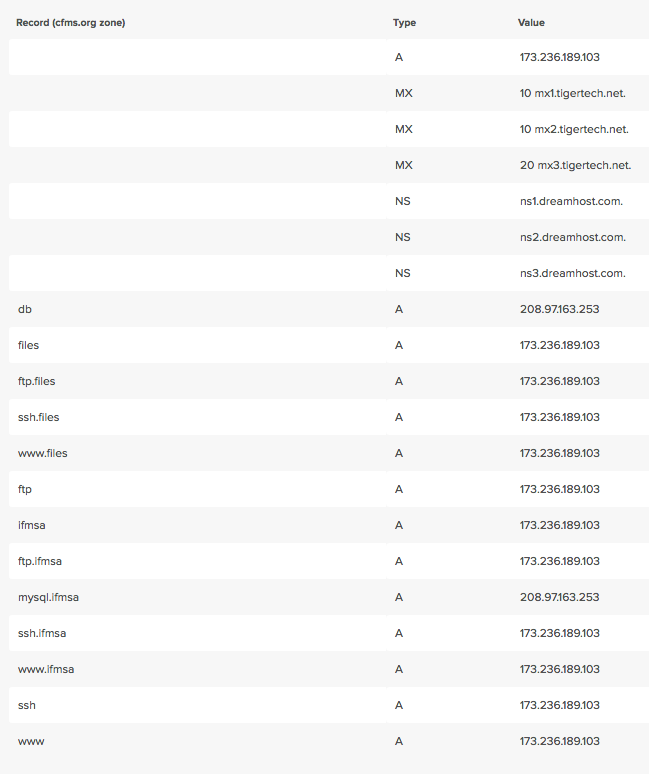 Record (cfms.org zone) Type Value
A 173.236.189.103
MX 10 mx1.tigertech.net.
MX 10 mx2.tigertech.net.
MX 20 mx3.tigertech.net.
NS ns1.dreamhost.com.
NS ns2.dreamhost.com.
NS ns3.dreamhost.com.
db A 208.97.163.253
files A 173.236.189.103
ftp.files A 173.236.189.103
ssh.files A 173.236.189.103
www.files A 173.236.189.103
ftp A 173.236.189.103
ifmsa A 173.236.189.103
ftp.ifmsa A 173.236.189.103
mysql.ifmsa A 208.97.163.253
ssh.ifmsa A 173.236.189.103
www.ifmsa A 173.236.189.103
ssh A 173.236.189.103
www A 173.236.189.103